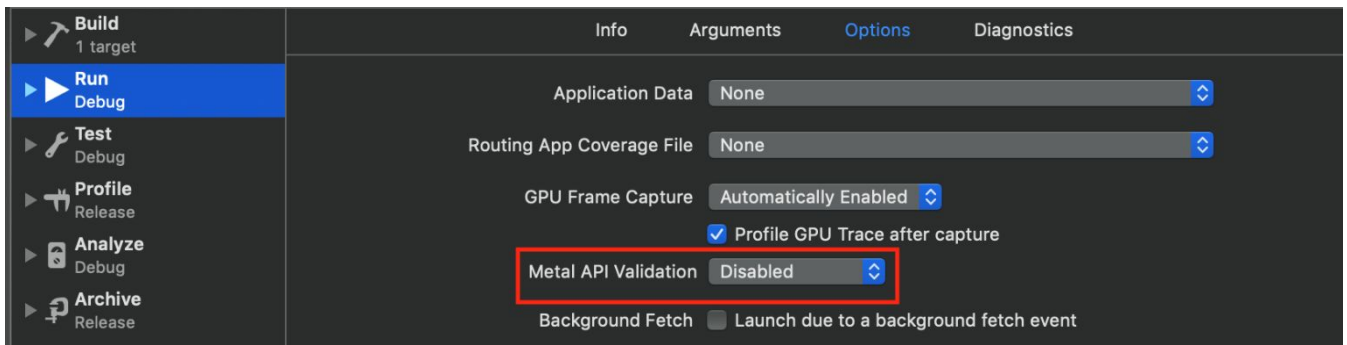 Build
1 target
Run
Debug
Test
Debug
Profile
Release
Analyze
Debug
Archive
Release
Info Arguments Options Diagnostics
Application Data None
Routing App Coverage File None
GPU Frame Capture Automatically Enabled
Profile GPU Trace after capture
Metal API Validation Disabled
Background Fetch Launch due to a background fetch event